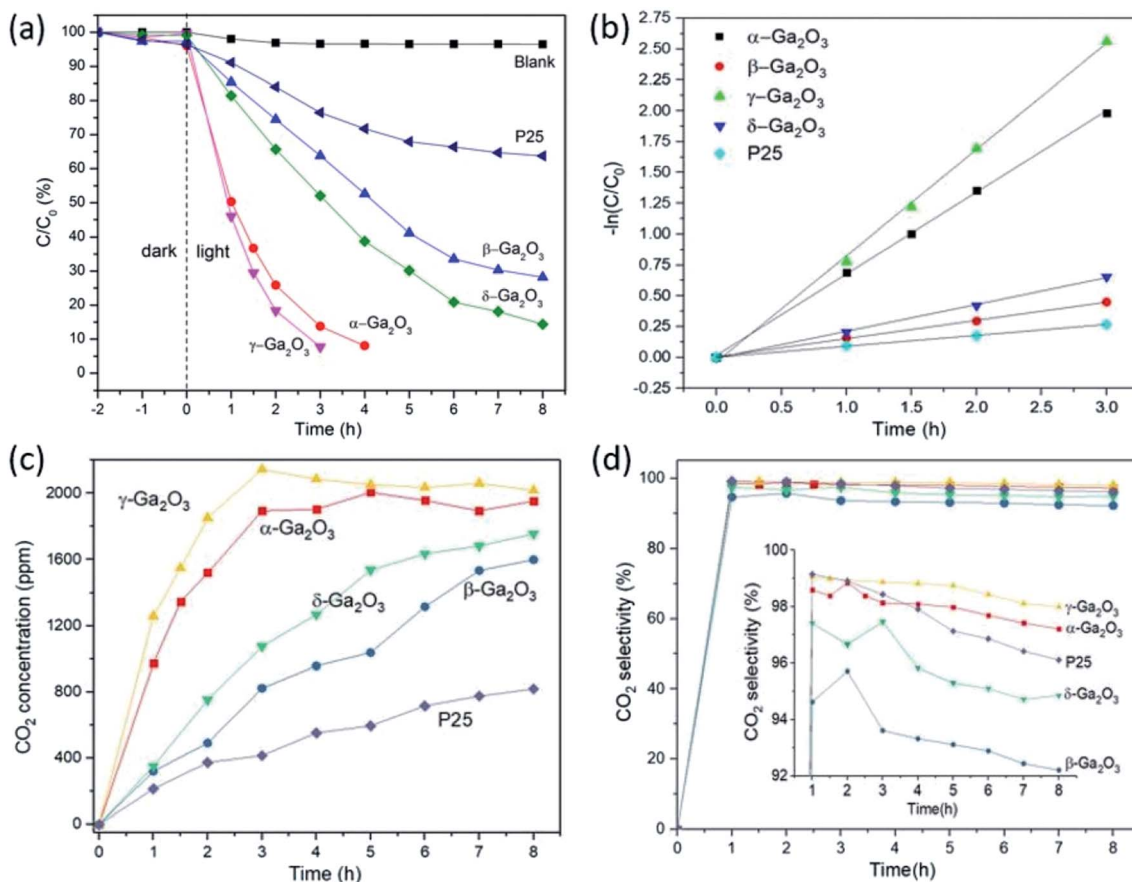 (a)
100
90
80
70
60
50
40
30
20
10
0
C/C₀ (%)
Blank
P25
β–Ga₂O₃
δ–Ga₂O₃
α–Ga₂O₃
γ–Ga₂O₃
dark
light
-2 -1 0 1 2 3 4 5 6 7 8
Time (h)
(b)
2.75
2.50
2.25
2.00
1.75
1.50
1.25
1.00
0.75
0.50
0.25
0.00
-0.25
-ln(C/C₀)
α–Ga₂O₃
β–Ga₂O₃
γ–Ga₂O₃
δ–Ga₂O₃
P25
0.0 1.0 1.5 2.0 2.5 3.0
Time (h)
(c)
2000
1600
1200
800
400
0
CO₂ concentration (ppm)
γ-Ga₂O₃
α-Ga₂O₃
δ-Ga₂O₃
β-Ga₂O₃
P25
0 1 2 3 4 5 6 7 8
Time (h)
(d)
100
80
60
40
20
0
CO₂ selectivity (%)
100
98
96
94
92
CO₂ selectivity (%)
γ-Ga₂O₃
α-Ga₂O₃
P25
δ-Ga₂O₃
β-Ga₂O₃
1 2 3 4 5 6 7 8
Time(h)
0 1 2 3 4 5 6 7 8
Time(h)